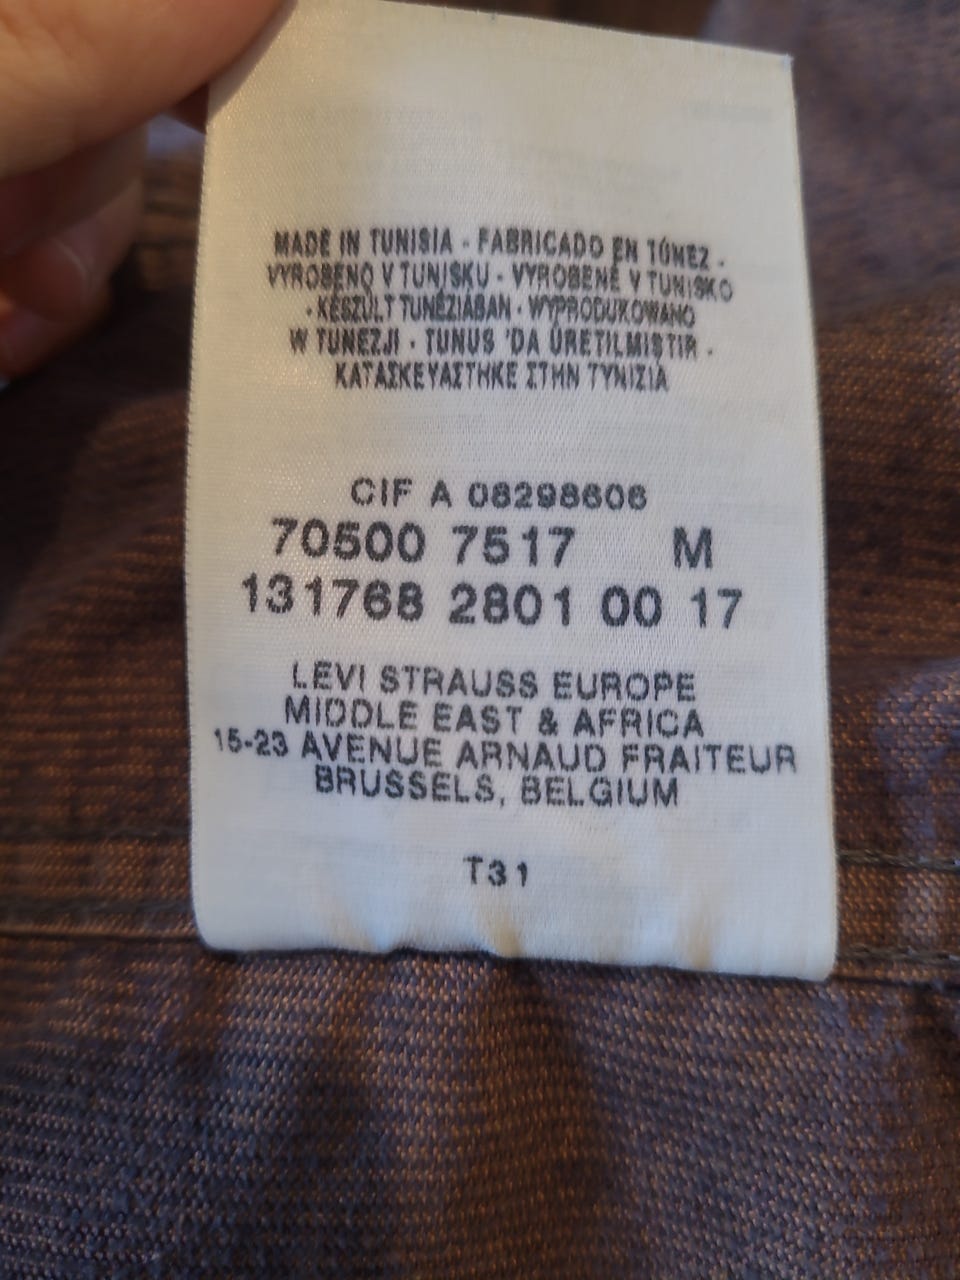 MADE IN TUNISIA - FABRICADO EN TÚNEZ -
VYROBENO V TUNISKU - VYROBENÉ V TUNISKO
- KÉSZÜLT TUNÉZIÁBAN - WYPRODUKOWANO
W TUNEZJI - TUNUS 'DA ÜRETILMIŞTIR -
ΚΑΤΑΣΚΕΥΑΣΤΗΚΕ ΣΤΗΝ ΤΥΝΙΖΙΑ
CIF A 08298606
70500 7517 M
131768 2801 00 17
LEVI STRAUSS EUROPE
MIDDLE EAST & AFRICA
15-23 AVENUE ARNAUD FRAITEUR
BRUSSELS, BELGIUM
T31